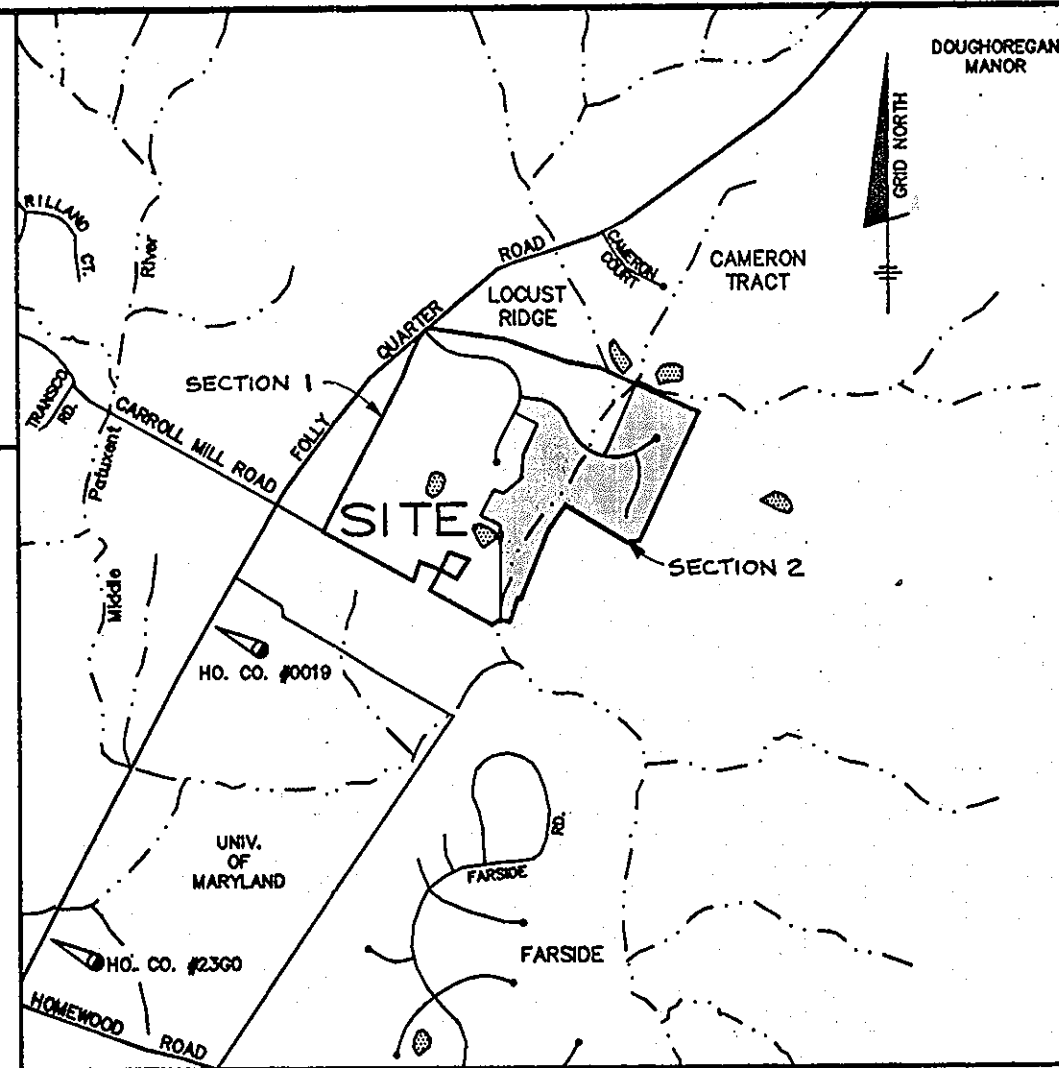 DOUGHOREGAN
MANOR
GRID NORTH
RILLAND
CT.
River
ROAD
CAMERON
COURT
CAMERON
TRACT
LOCUST
RIDGE
QUARTER
SECTION 1
TRANSCO
RD.
CARROLL MILL ROAD
FOLLY
Patuxent
SITE
SECTION 2
Middle
HO. CO. #0019
UNIV.
OF
MARYLAND
RD.
FARSIDE
FARSIDE
HO. CO. #23G0
HOMEWOOD
ROAD